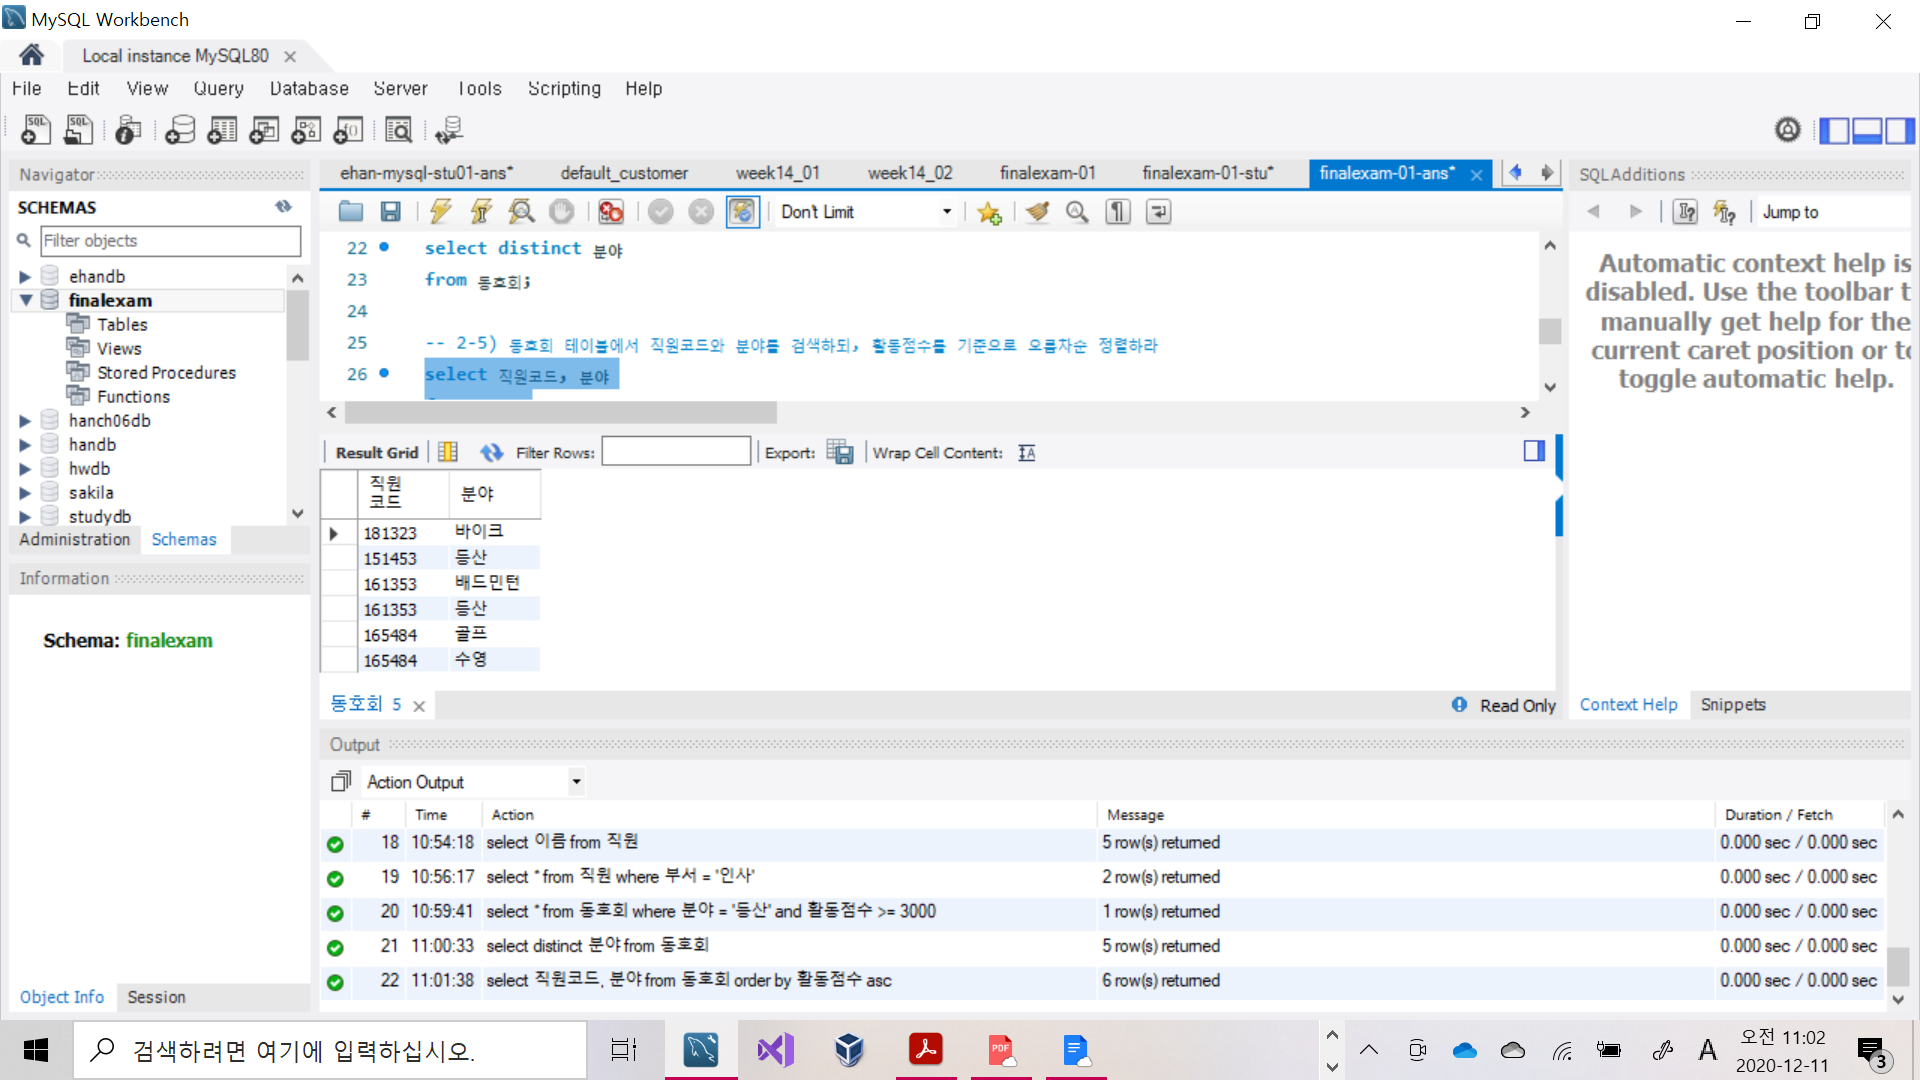 MySQL Workbench
Local instance MySQL80
File Edit View Query Database Server Tools Scripting Help
Navigator
SCHEMAS
Filter objects
ehandb
finalexam
Tables
Views
Stored Procedures
Functions
hanch06db
handb
hwdb
sakila
studydb
Administration Schemas
Information
Schema: finalexam
Object Info Session
ehan-mysql-stu01-ans* default_customer week14_01 week14_02 finalexam-01 finalexam-01-stu* finalexam-01-ans*
Don't Limit
22 select distinct 분야
23 from 동호회;
24
25 -- 2-5) 동호회 테이블에서 직원코드와 분야를 검색하되, 활동점수를 기준으로 오름차순 정렬하라
26 select 직원코드, 분야
Result Grid Filter Rows: Export: Wrap Cell Content:
직원코드 분야
181323 바이크
151453 등산
161353 배드민턴
161353 등산
165484 골프
165484 수영
동호회 5 Read Only
SQLAdditions
Jump to
Automatic context help is
disabled. Use the toolbar t
manually get help for the
current caret position or to
toggle automatic help.
Context Help Snippets
Output
Action Output
# Time Action Message Duration / Fetch
18 10:54:18 select 이름 from 직원 5 row(s) returned 0.000 sec / 0.000 sec
19 10:56:17 select * from 직원 where 부서 = '인사' 2 row(s) returned 0.000 sec / 0.000 sec
20 10:59:41 select * from 동호회 where 분야 = '등산' and 활동점수 >= 3000 1 row(s) returned 0.000 sec / 0.000 sec
21 11:00:33 select distinct 분야 from 동호회 5 row(s) returned 0.000 sec / 0.000 sec
22 11:01:38 select 직원코드, 분야 from 동호회 order by 활동점수 asc 6 row(s) returned 0.000 sec / 0.000 sec
검색하려면 여기에 입력하십시오.
A
오전 11:02
2020-12-11
3